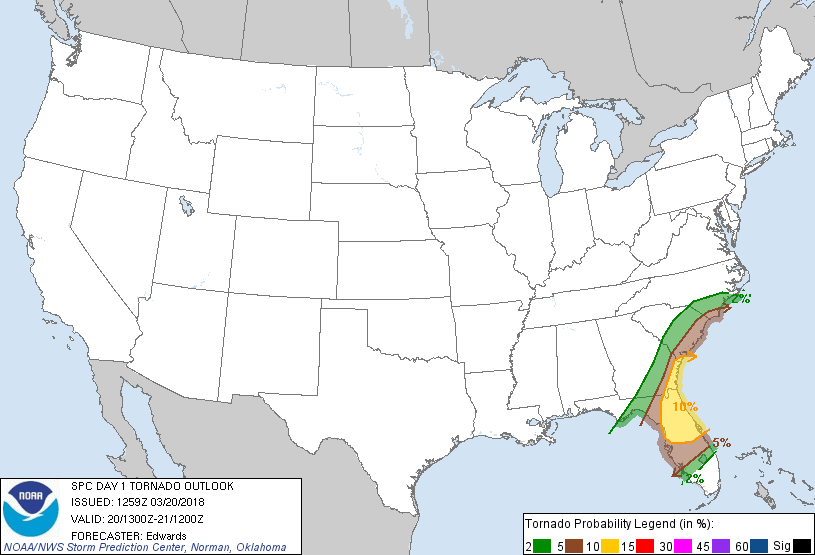 2%
10%
5%
2%
NOAA
SPC DAY 1 TORNADO OUTLOOK
ISSUED: 1259Z 03/20/2018
VALID: 20/1300Z-21/1200Z
FORECASTER: Edwards
NOAA/NWS Storm Prediction Center, Norman, Oklahoma
Tornado Probability Legend (in %):
2 5 10 15 30 45 60 Sig